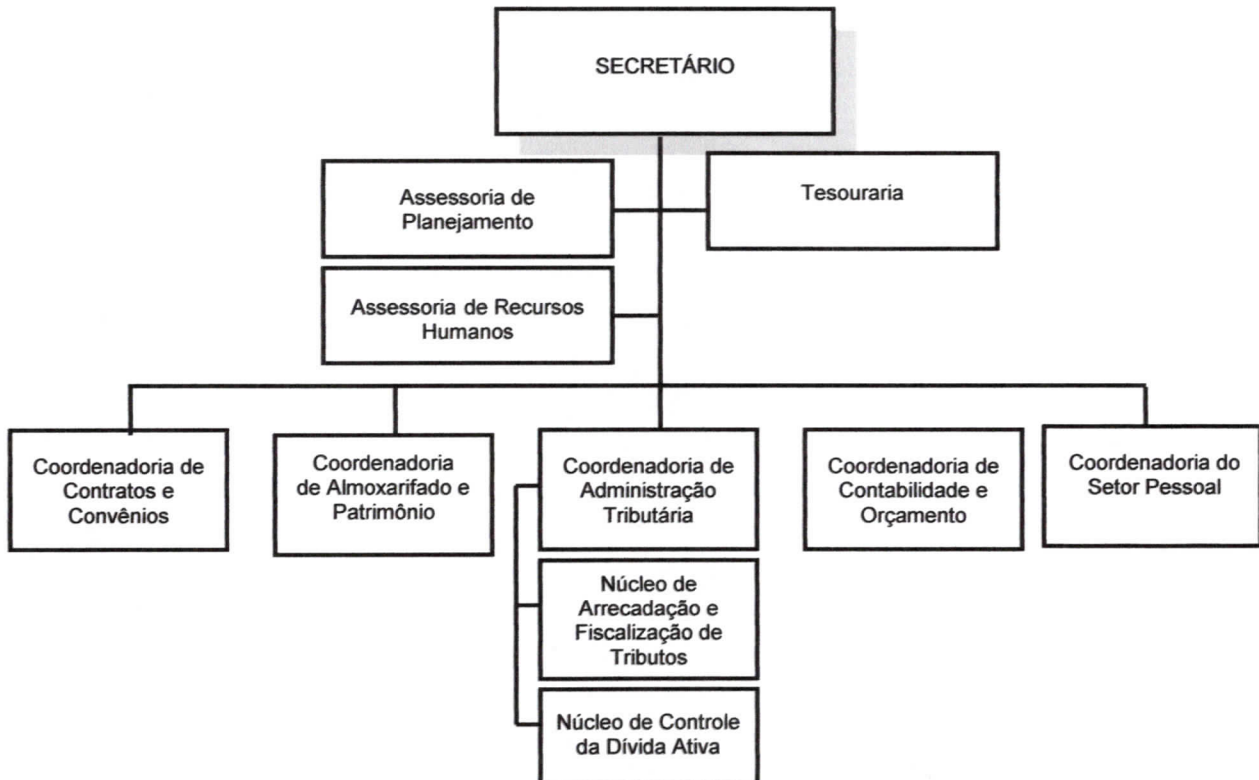 SECRETÁRIO
Assessoria de
Planejamento
Tesouraria
Assessoria de Recursos
Humanos
Coordenadoria de
Contratos e
Convênios
Coordenadoria
de Almoxarifado e
Patrimônio
Coordenadoria de
Administração
Tributária
Coordenadoria de
Contabilidade e
Orçamento
Coordenadoria do
Setor Pessoal
Núcleo de
Arrecadação e
Fiscalização de
Tributos
Núcleo de Controle
da Dívida Ativa